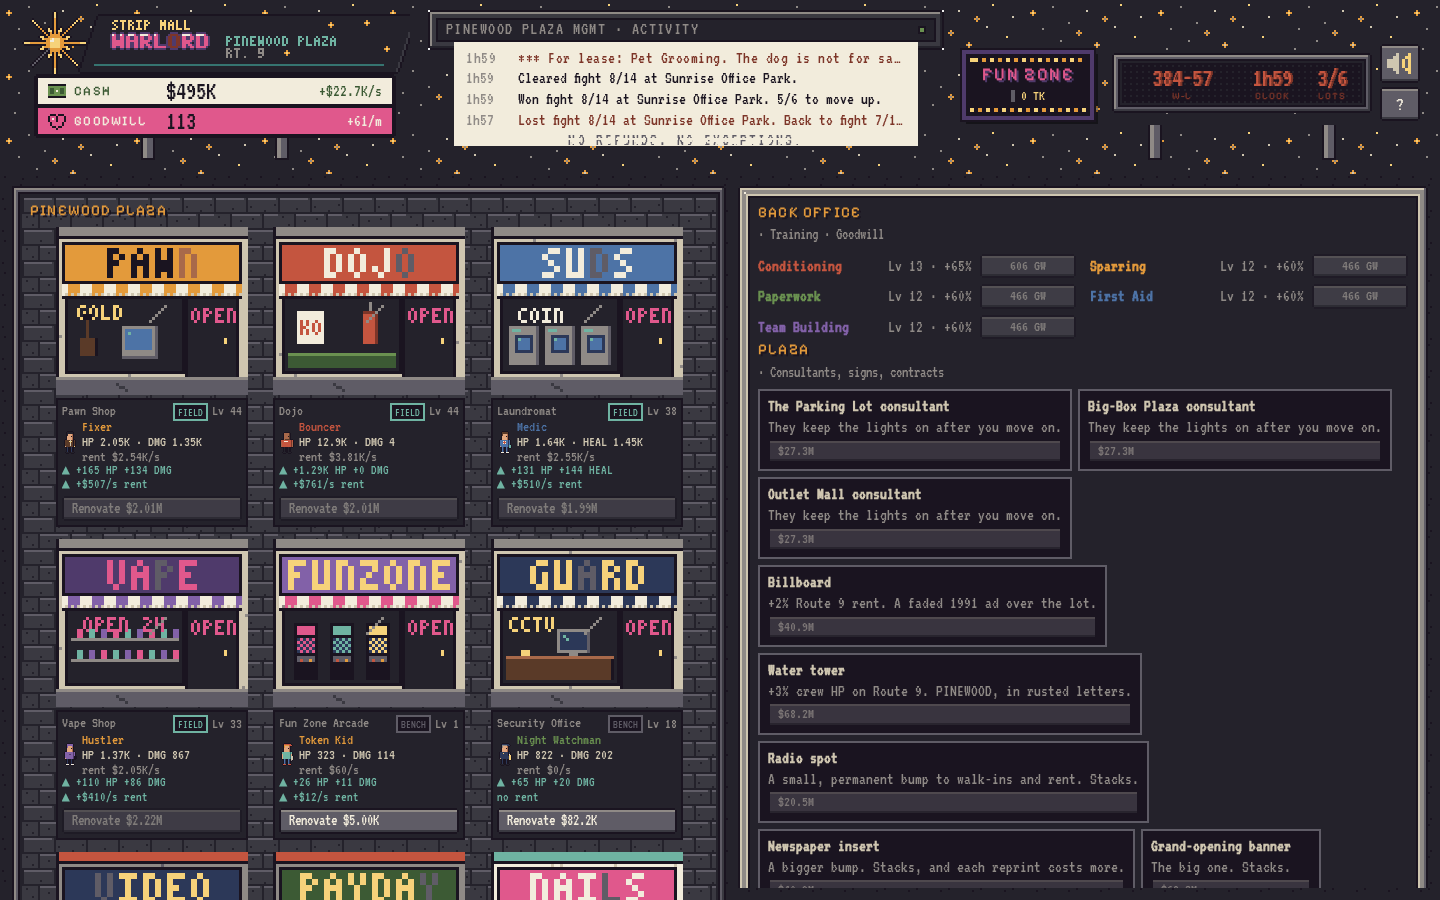 STRIP MALL
WARLORD
PINEWOOD PLAZA
RT. 9
CASH $495K +$22.7K/s
GOODWILL 113 +61/m
PINEWOOD PLAZA MGMT · ACTIVITY
1h59 *** For lease: Pet Grooming. The dog is not for sa…
1h59 Cleared fight 8/14 at Sunrise Office Park.
1h59 Won fight 8/14 at Sunrise Office Park. 5/6 to move up.
1h57 Lost fight 8/14 at Sunrise Office Park. Back to fight 7/1…
NO REFUNDS. NO EXCEPTIONS.
FUN ZONE
0 TK
384-57 1h59 3/6
W-L CLOCK LOTS
?
PINEWOOD PLAZA
PAWN
GOLD
OPEN
DOJO
KO
OPEN
SUDS
COIN
OPEN
Pawn Shop FIELD Lv 44
Fixer
HP 2.05K · DMG 1.35K
rent $2.54K/s
▲ +165 HP +134 DMG
▲ +$507/s rent
Renovate $2.01M
Dojo FIELD Lv 44
Bouncer
HP 12.9K · DMG 4
rent $3.81K/s
▲ +1.29K HP +0 DMG
▲ +$761/s rent
Renovate $2.01M
Laundromat FIELD Lv 38
Medic
HP 1.64K · HEAL 1.45K
rent $2.55K/s
▲ +131 HP +144 HEAL
▲ +$510/s rent
Renovate $1.99M
VAPE
OPEN 24
OPEN
FUNZONE
OPEN
GUARD
CCTV
OPEN
Vape Shop FIELD Lv 33
Hustler
HP 1.37K · DMG 867
rent $2.05K/s
▲ +110 HP +86 DMG
▲ +$410/s rent
Renovate $2.22M
Fun Zone Arcade BENCH Lv 1
Token Kid
HP 323 · DMG 114
rent $60/s
▲ +26 HP +11 DMG
▲ +$12/s rent
Renovate $5.00K
Security Office BENCH Lv 18
Night Watchman
HP 822 · DMG 202
rent $0/s
▲ +65 HP +20 DMG
no rent
Renovate $82.2K
VIDEO
PAYDAY
NAILS
BACK OFFICE
· Training · Goodwill
Conditioning Lv 13 · +65% 606 GW
Sparring Lv 12 · +60% 466 GW
Paperwork Lv 12 · +60% 466 GW
First Aid Lv 12 · +60% 466 GW
Team Building Lv 12 · +60% 466 GW
PLAZA
· Consultants, signs, contracts
The Parking Lot consultant
They keep the lights on after you move on.
$27.3M
Big-Box Plaza consultant
They keep the lights on after you move on.
$27.3M
Outlet Mall consultant
They keep the lights on after you move on.
$27.3M
Billboard
+2% Route 9 rent. A faded 1991 ad over the lot.
$40.9M
Water tower
+3% crew HP on Route 9. PINEWOOD, in rusted letters.
$68.2M
Radio spot
A small, permanent bump to walk-ins and rent. Stacks.
$20.5M
Newspaper insert
A bigger bump. Stacks, and each reprint costs more.
Grand-opening banner
The big one. Stacks.